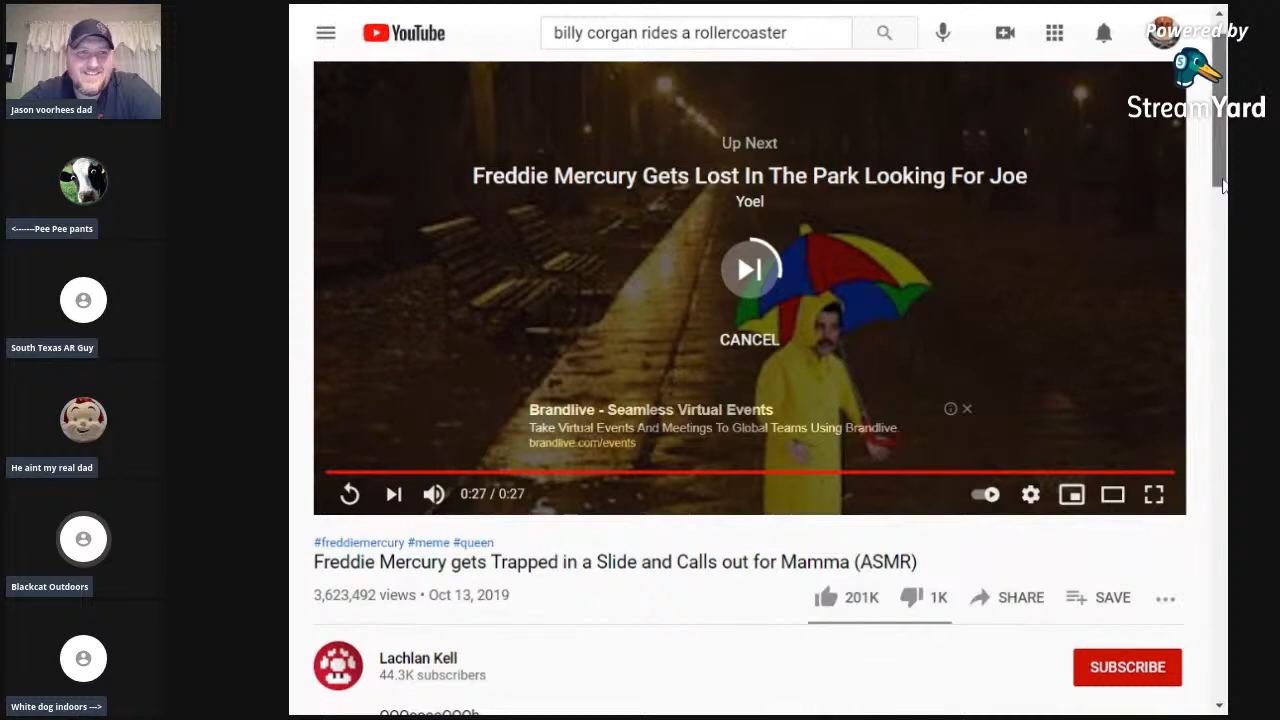 Jason voorhees dad
<------Pee Pee pants
South Texas AR Guy
He aint my real dad
Blackcat Outdoors
White dog indoors --->
YouTube
billy corgan rides a rollercoaster
Powered by
S
StreamYard
Up Next
Freddie Mercury Gets Lost In The Park Looking For Joe
Yoel
CANCEL
Brandlive - Seamless Virtual Events
Take Virtual Events And Meetings To Global Teams Using Brandlive.
brandlive.com/events
0:27 / 0:27
#freddiemercury #meme #queen
Freddie Mercury gets Trapped in a Slide and Calls out for Mamma (ASMR)
3,623,492 views • Oct 13, 2019
201K
1K
SHARE
SAVE
Lachlan Kell
44.3K subscribers
SUBSCRIBE